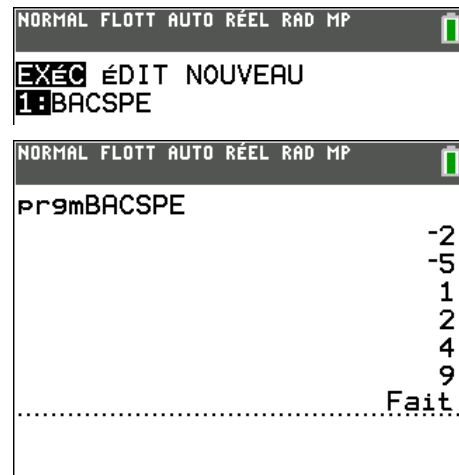 NORMAL FLOTT AUTO RÉEL RAD MP
EXéC éDIT NOUVEAU
1:BACSPE
NORMAL FLOTT AUTO RÉEL RAD MP
prgmBACSPE
-2
-5
1
2
4
9
Fait